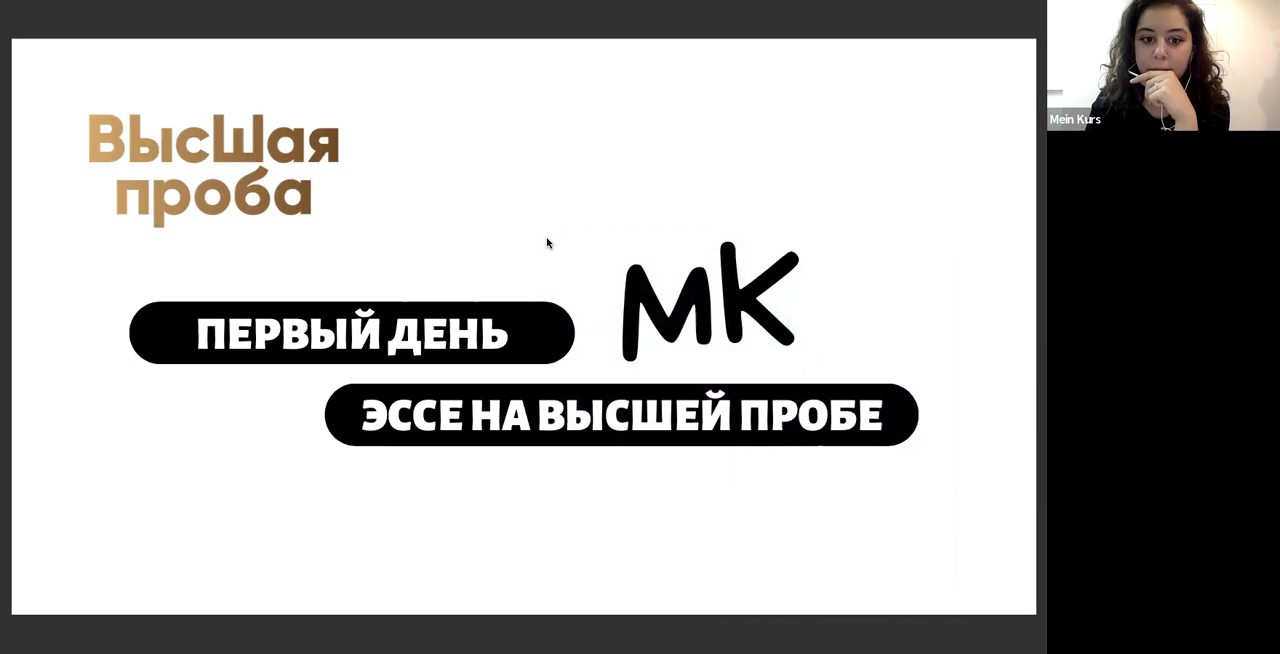 ВЫсШая
проба
МК
ПЕРВЫЙ ДЕНЬ
ЭССЕ НА ВЫСШЕЙ ПРОБЕ
Mein Kurs